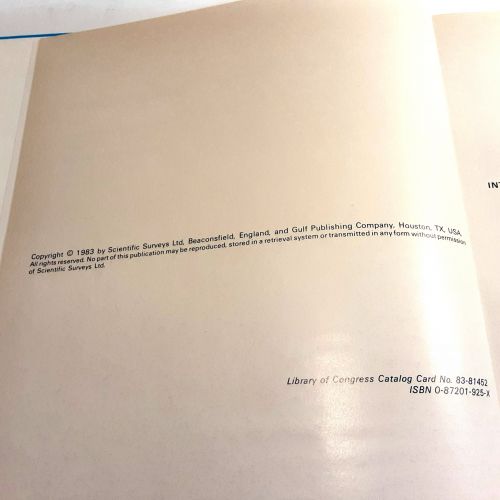 Copyright © 1983 by Scientific Surveys Ltd, Beaconsfield, England, and Gulf Publishing Company, Houston, TX, USA.
All rights reserved. No part of this publication may be reproduced, stored in a retrieval system or transmitted in any form without permission
of Scientific Surveys Ltd.
Library of Congress Catalog Card No. 83-81452
ISBN 0-87201-925-X